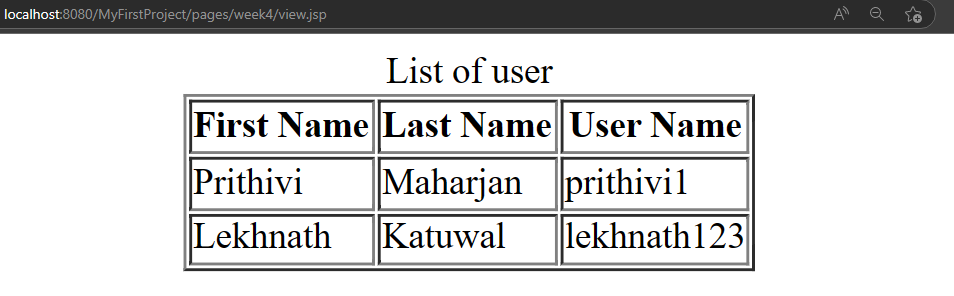 localhost:8080/MyFirstProject/pages/week4/view.jsp
List of user
First Name Last Name User Name
Prithivi Maharjan prithivi1
Lekhnath Katuwal lekhnath123